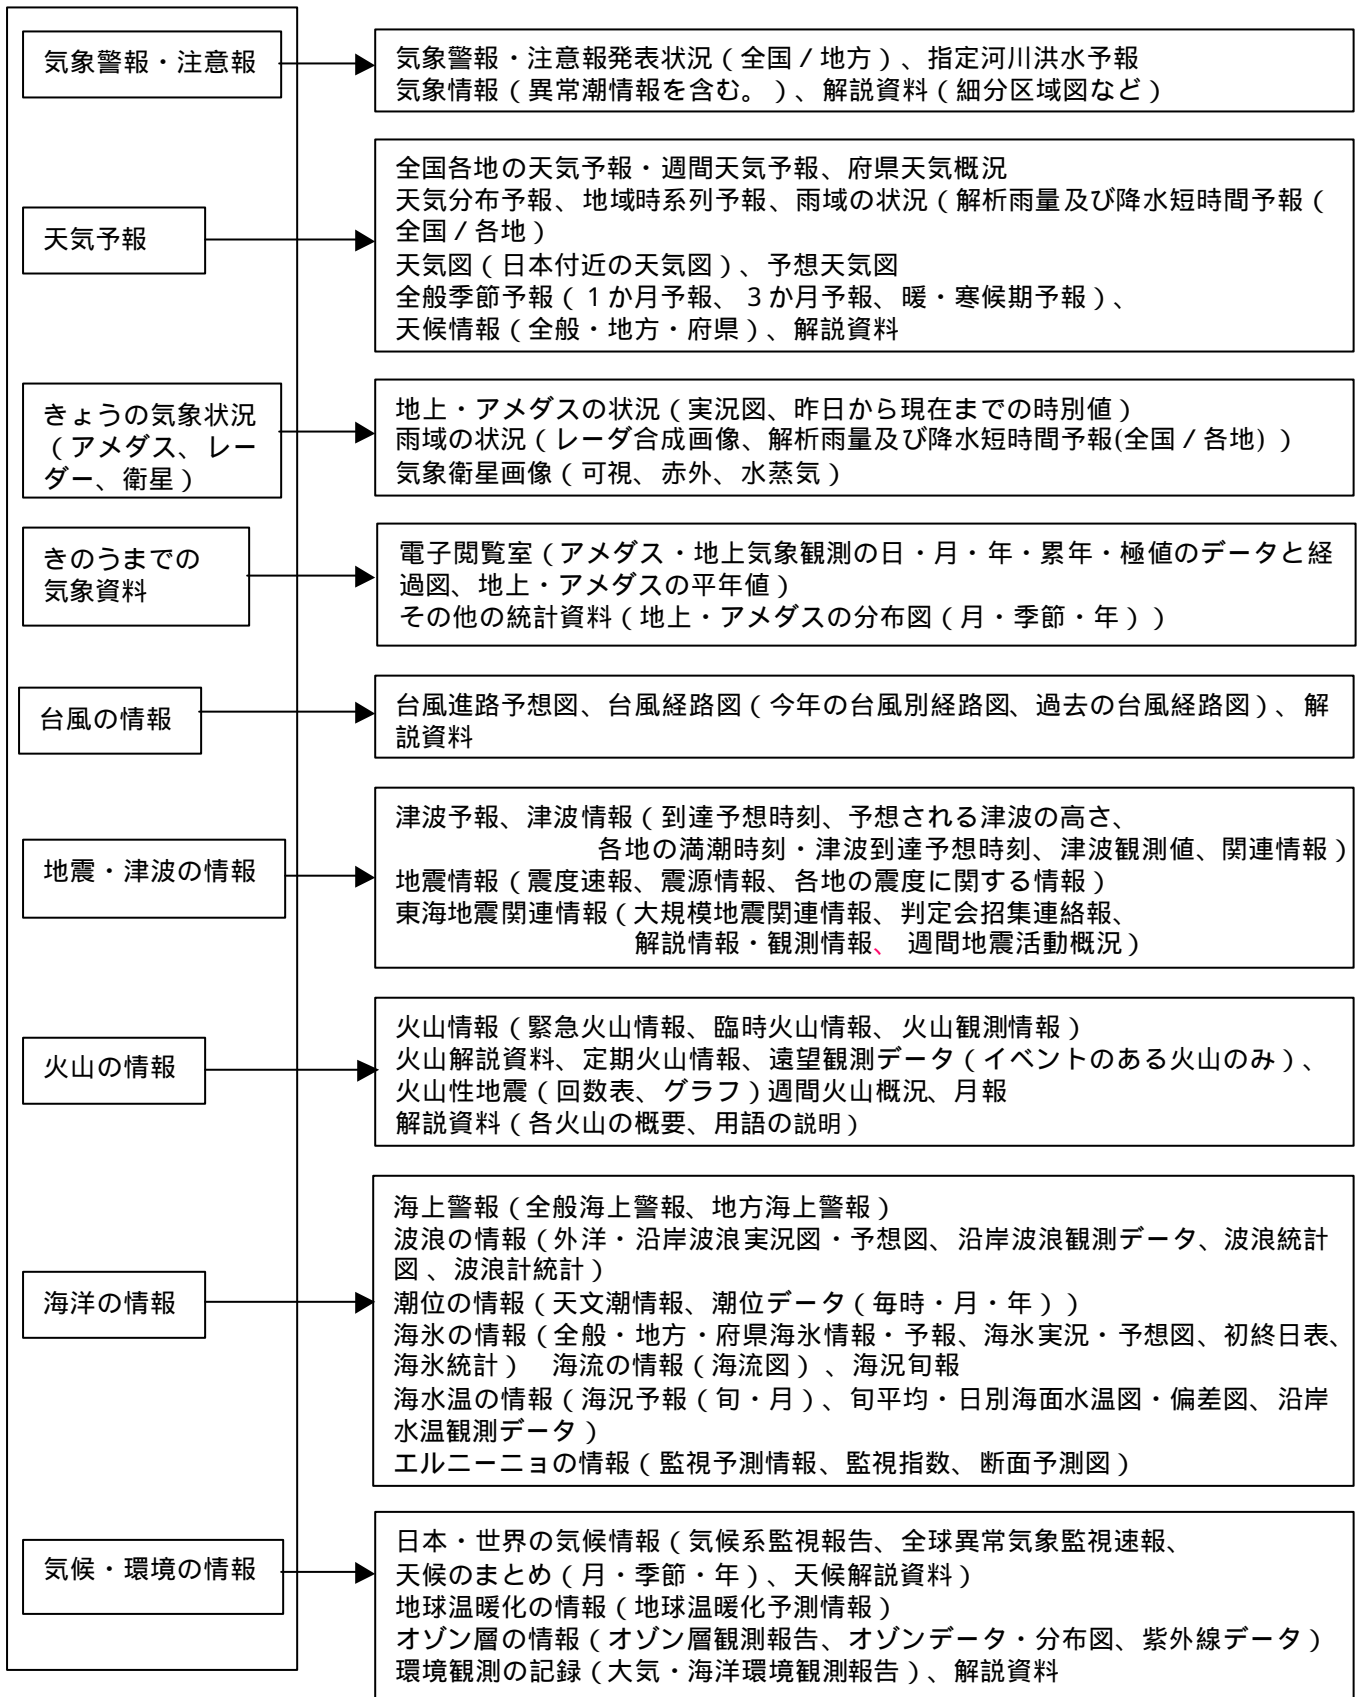 気象警報・注意報
気象警報・注意報発表状況（全国／地方）、指定河川洪水予報
気象情報（異常潮情報を含む。）、解説資料（細分区域図など）
天気予報
全国各地の天気予報・週間天気予報、府県天気概況
天気分布予報、地域時系列予報、雨域の状況（解析雨量及び降水短時間予報（
全国／各地）
天気図（日本付近の天気図）、予想天気図
全般季節予報（１か月予報、３か月予報、暖・寒候期予報）、
天候情報（全般・地方・府県）、解説資料
きょうの気象状況
（アメダス、レー
ダー、衛星）
地上・アメダスの状況（実況図、昨日から現在までの時別値）
雨域の状況（レーダ合成画像、解析雨量及び降水短時間予報(全国／各地)）
気象衛星画像（可視、赤外、水蒸気）
きのうまでの
気象資料
電子閲覧室（アメダス・地上気象観測の日・月・年・累年・極値のデータと経
過図、地上・アメダスの平年値）
その他の統計資料（地上・アメダスの分布図（月・季節・年））
台風の情報
台風進路予想図、台風経路図（今年の台風別経路図、過去の台風経路図）、解
説資料
地震・津波の情報
津波予報、津波情報（到達予想時刻、予想される津波の高さ、
各地の満潮時刻・津波到達予想時刻、津波観測値、関連情報）
地震情報（震度速報、震源情報、各地の震度に関する情報）
東海地震関連情報（大規模地震関連情報、判定会招集連絡報、
解説情報・観測情報、 週間地震活動概況）
火山の情報
火山情報（緊急火山情報、臨時火山情報、火山観測情報）
火山解説資料、定期火山情報、遠望観測データ（イベントのある火山のみ）、
火山性地震（回数表、グラフ）週間火山概況、月報
解説資料（各火山の概要、用語の説明）
海洋の情報
海上警報（全般海上警報、地方海上警報）
波浪の情報（外洋・沿岸波浪実況図・予想図、沿岸波浪観測データ、波浪統計
図 、波浪計統計）
潮位の情報（天文潮情報、潮位データ（毎時・月・年））
海氷の情報（全般・地方・府県海氷情報・予報、海氷実況・予想図、初終日表、
海氷統計）　海流の情報（海流図）、海況旬報
海水温の情報（海況予報（旬・月）、旬平均・日別海面水温図・偏差図、沿岸
水温観測データ）
エルニーニョの情報（監視予測情報、監視指数、断面予測図）
気候・環境の情報
日本・世界の気候情報（気候系監視報告、全球異常気象監視速報、
天候のまとめ（月・季節・年）、天候解説資料）
地球温暖化の情報（地球温暖化予測情報）
オゾン層の情報（オゾン層観測報告、オゾンデータ・分布図、紫外線データ）
環境観測の記録（大気・海洋環境観測報告）、解説資料